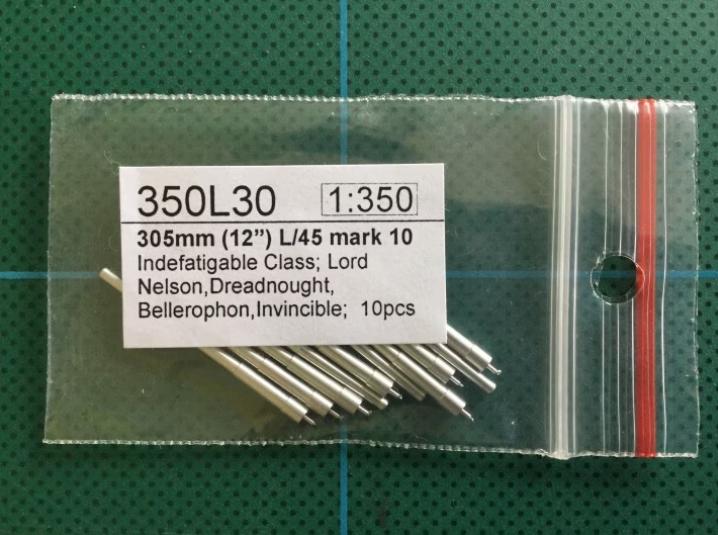 350L30 1:350
305mm (12”) L/45 mark 10
Indefatigable Class; Lord
Nelson,Dreadnought,
Bellerophon,Invincible; 10pcs